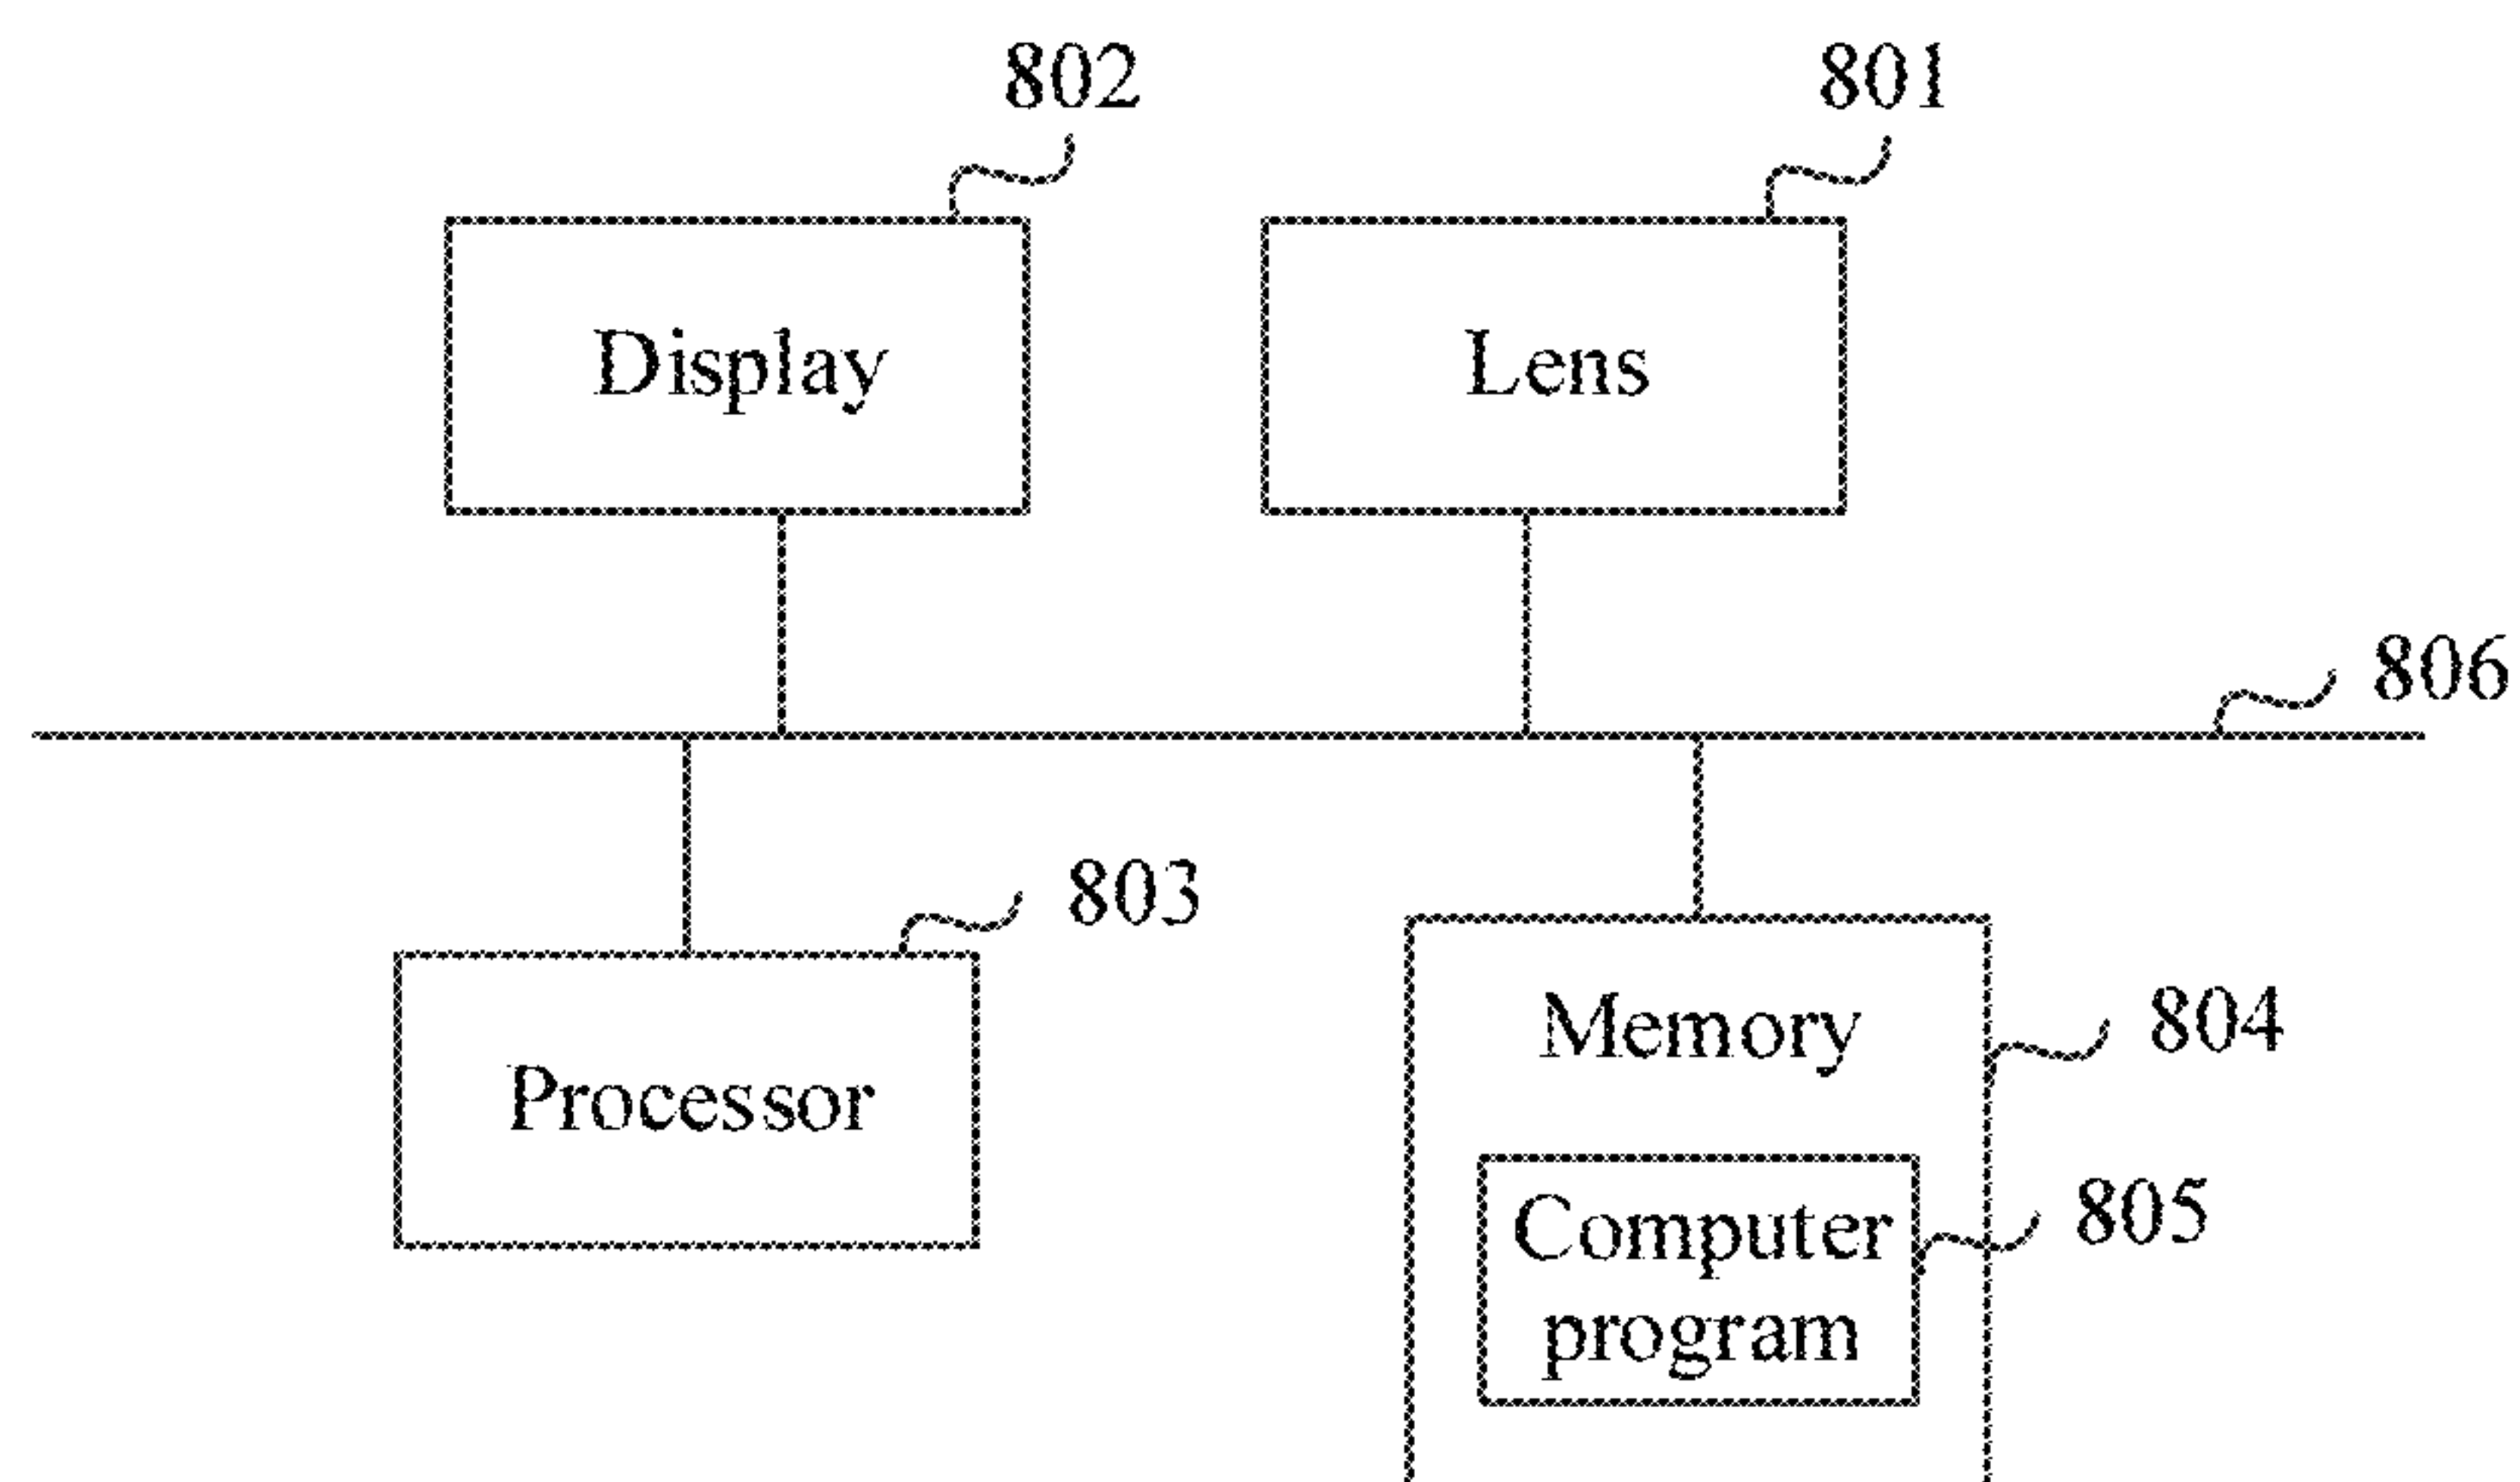 802
801
Display
Lens
806
803
Processor
Memory
804
Computer
program
805